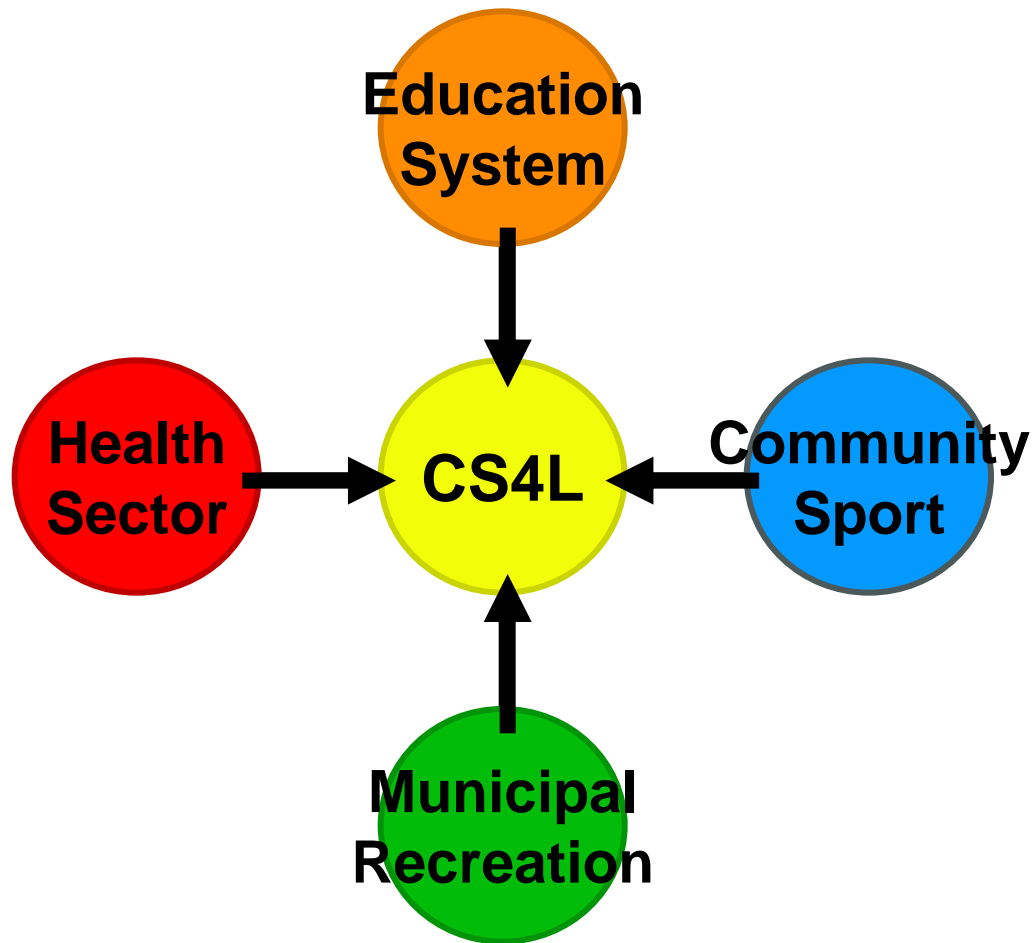 Education
System
Health
Sector
CS4L
Community
Sport
Municipal
Recreation